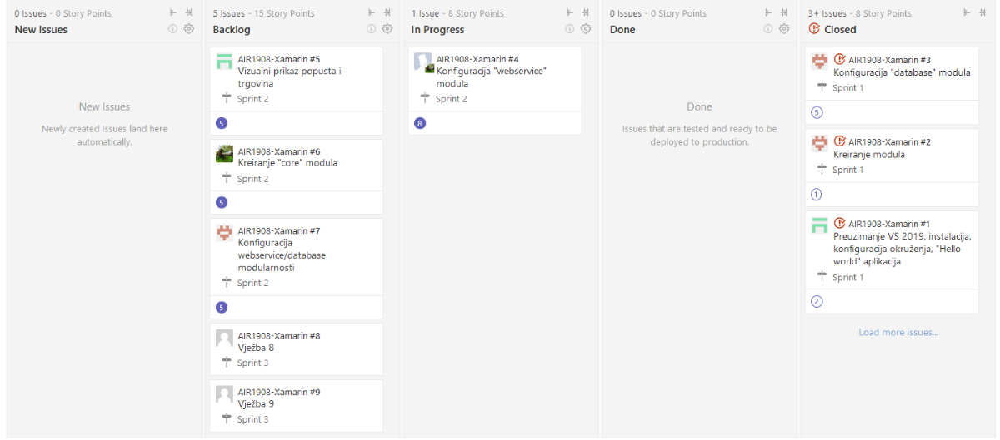 0 Issues - 0 Story Points
New Issues
New Issues
Newly created Issues land here
automatically.
5 Issues - 15 Story Points
Backlog
AIR1908-Xamarin #5
Vizualni prikaz popusta i
trgovina
Sprint 2
5
AIR1908-Xamarin #6
Kreiranje "core" modula
Sprint 2
5
AIR1908-Xamarin #7
Konfiguracija
webservice/database
modularnosti
Sprint 2
5
AIR1908-Xamarin #8
Vježba 8
Sprint 3
AIR1908-Xamarin #9
Vježba 9
Sprint 3
1 Issue - 8 Story Points
In Progress
AIR1908-Xamarin #4
Konfiguracija "webservice"
modula
Sprint 2
8
0 Issues - 0 Story Points
Done
Done
Issues that are tested and ready to be
deployed to production.
3+ Issues - 8 Story Points
Closed
AIR1908-Xamarin #3
Konfiguracija "database" modula
Sprint 1
5
AIR1908-Xamarin #2
Kreiranje modula
Sprint 1
1
AIR1908-Xamarin #1
Preuzimanje VS 2019, instalacija,
konfiguracija okruženja, "Hello
world" aplikacija
Sprint 1
2
Load more issues...